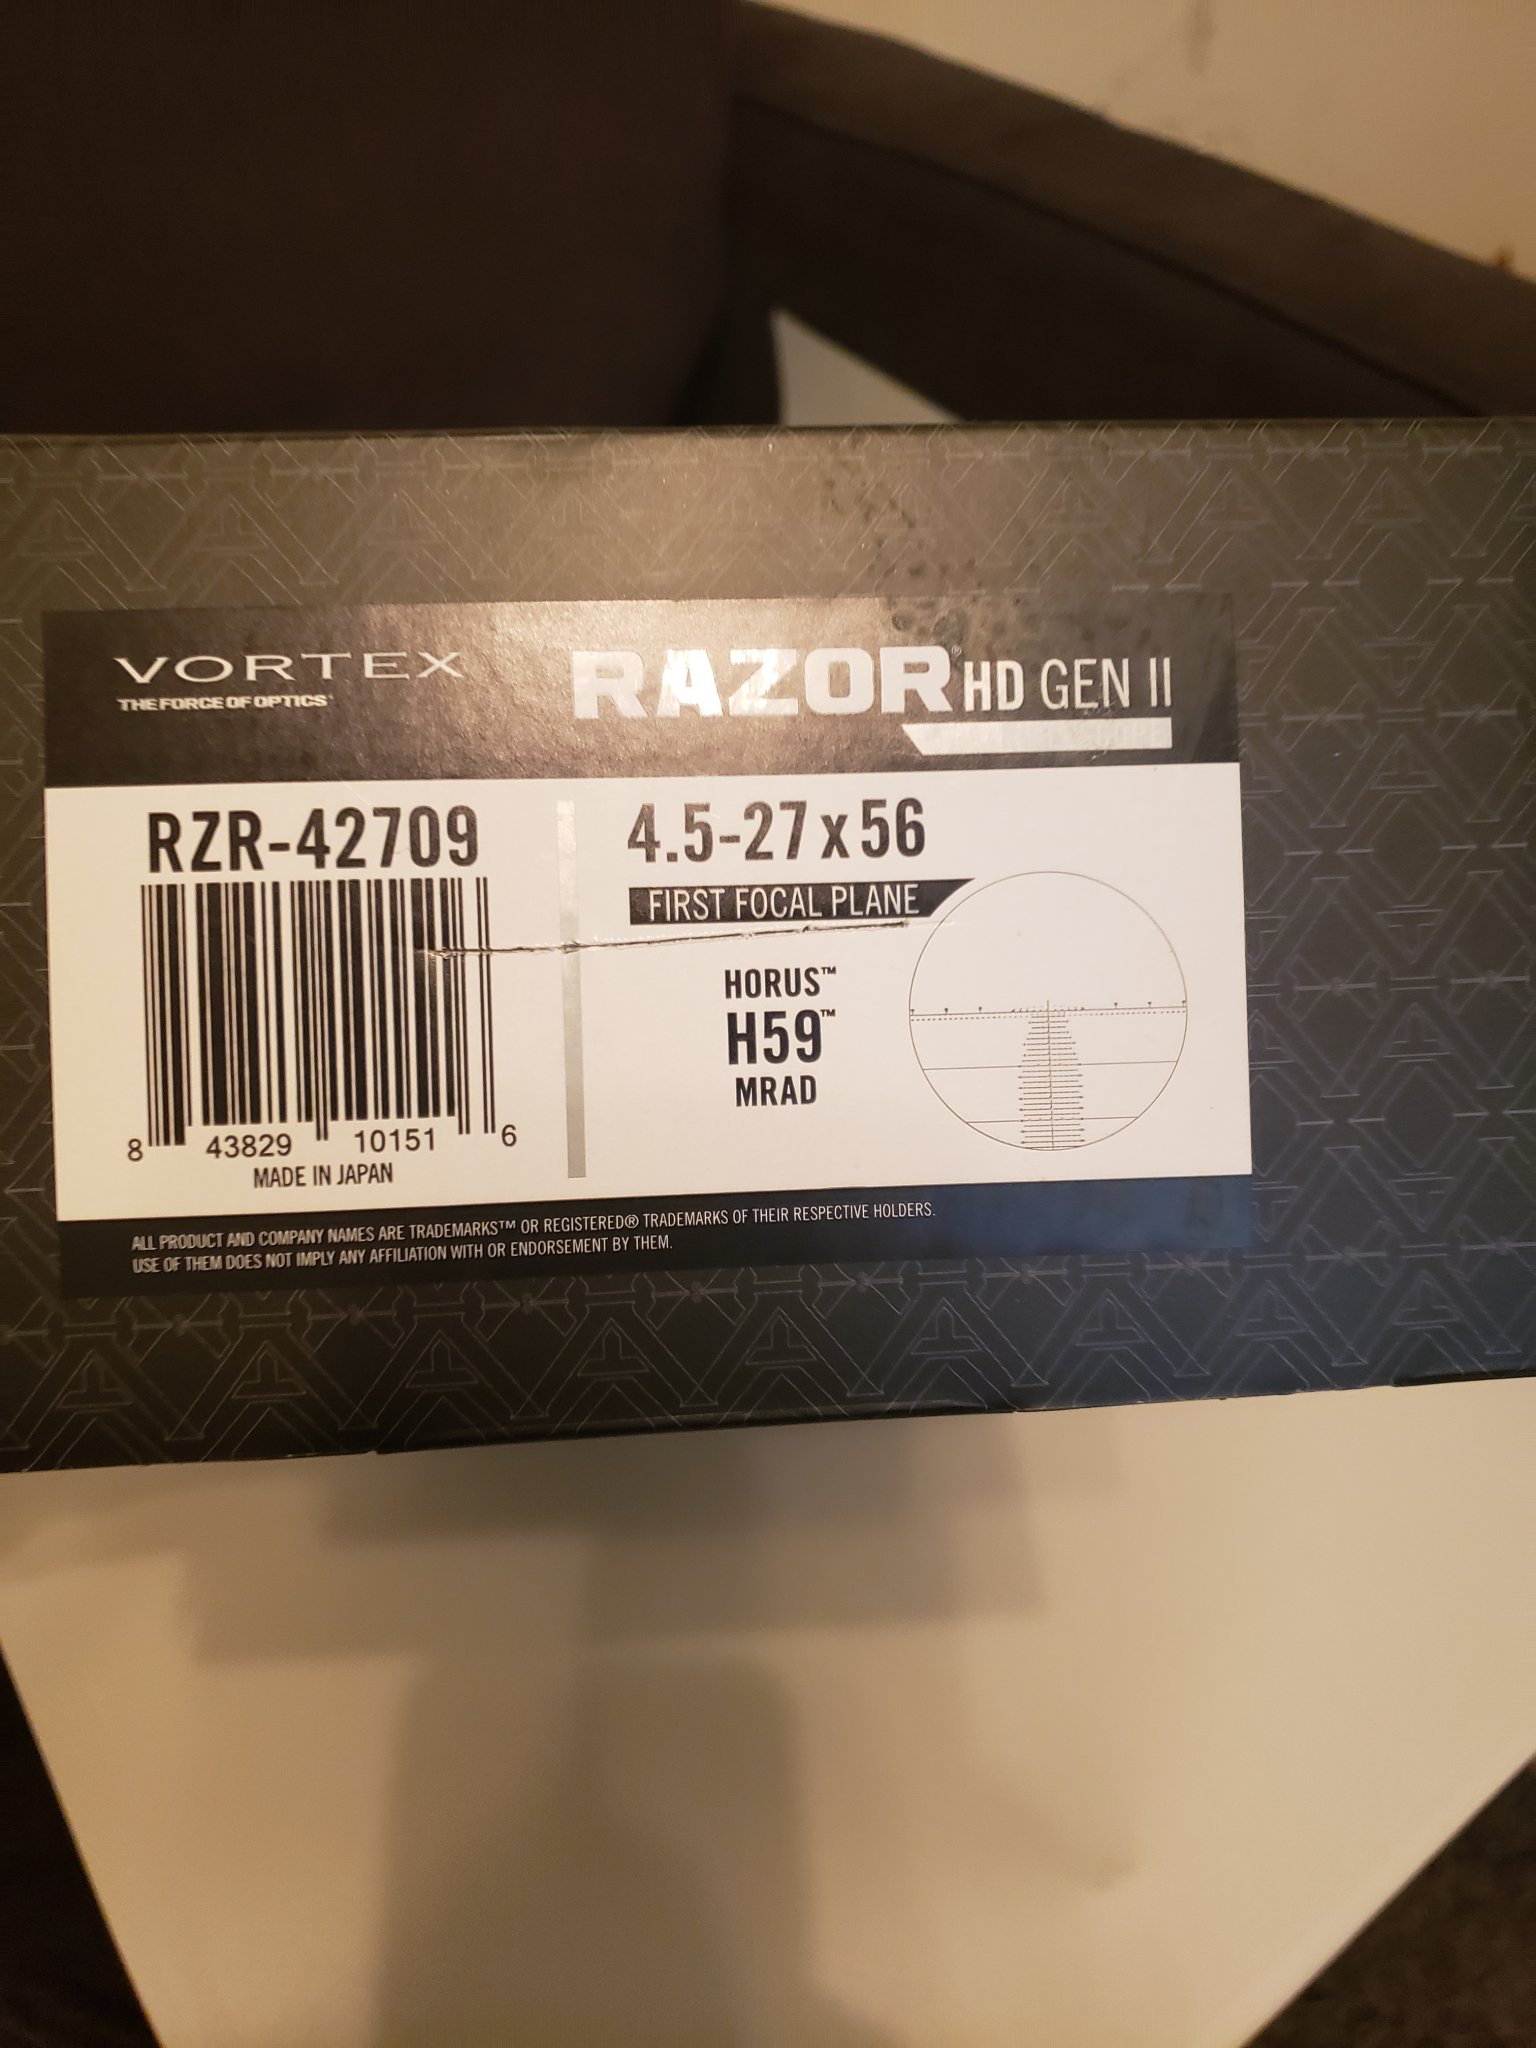 VORTEX
THE FORCE OF OPTICS®
RAZOR® HD GEN II
RZR-42709
8 43829 10151 6
MADE IN JAPAN
4.5-27x56
FIRST FOCAL PLANE
HORUS™
H59™
MRAD
ALL PRODUCT AND COMPANY NAMES ARE TRADEMARKS™ OR REGISTERED® TRADEMARKS OF THEIR RESPECTIVE HOLDERS.
USE OF THEM DOES NOT IMPLY ANY AFFILIATION WITH OR ENDORSEMENT BY THEM.